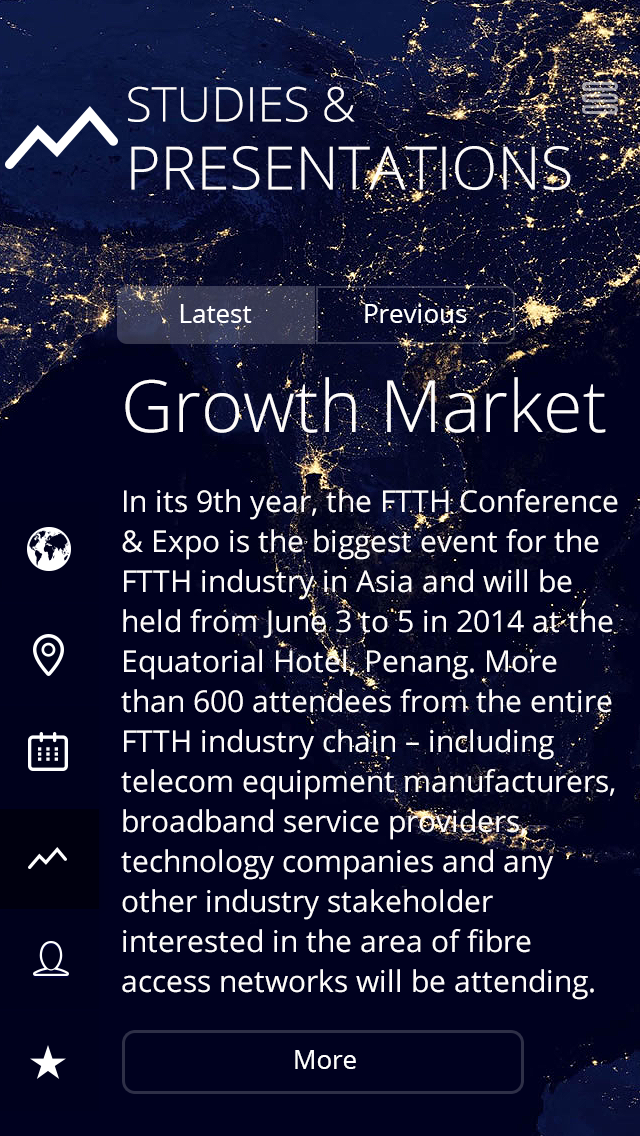 STUDIES &
PRESENTATIONS
Latest Previous
Growth Market
In its 9th year, the FTTH Conference
& Expo is the biggest event for the
FTTH industry in Asia and will be
held from June 3 to 5 in 2014 at the
Equatorial Hotel, Penang. More
than 600 attendees from the entire
FTTH industry chain – including
telecom equipment manufacturers,
broadband service providers,
technology companies and any
other industry stakeholder
interested in the area of fibre
access networks will be attending.
More